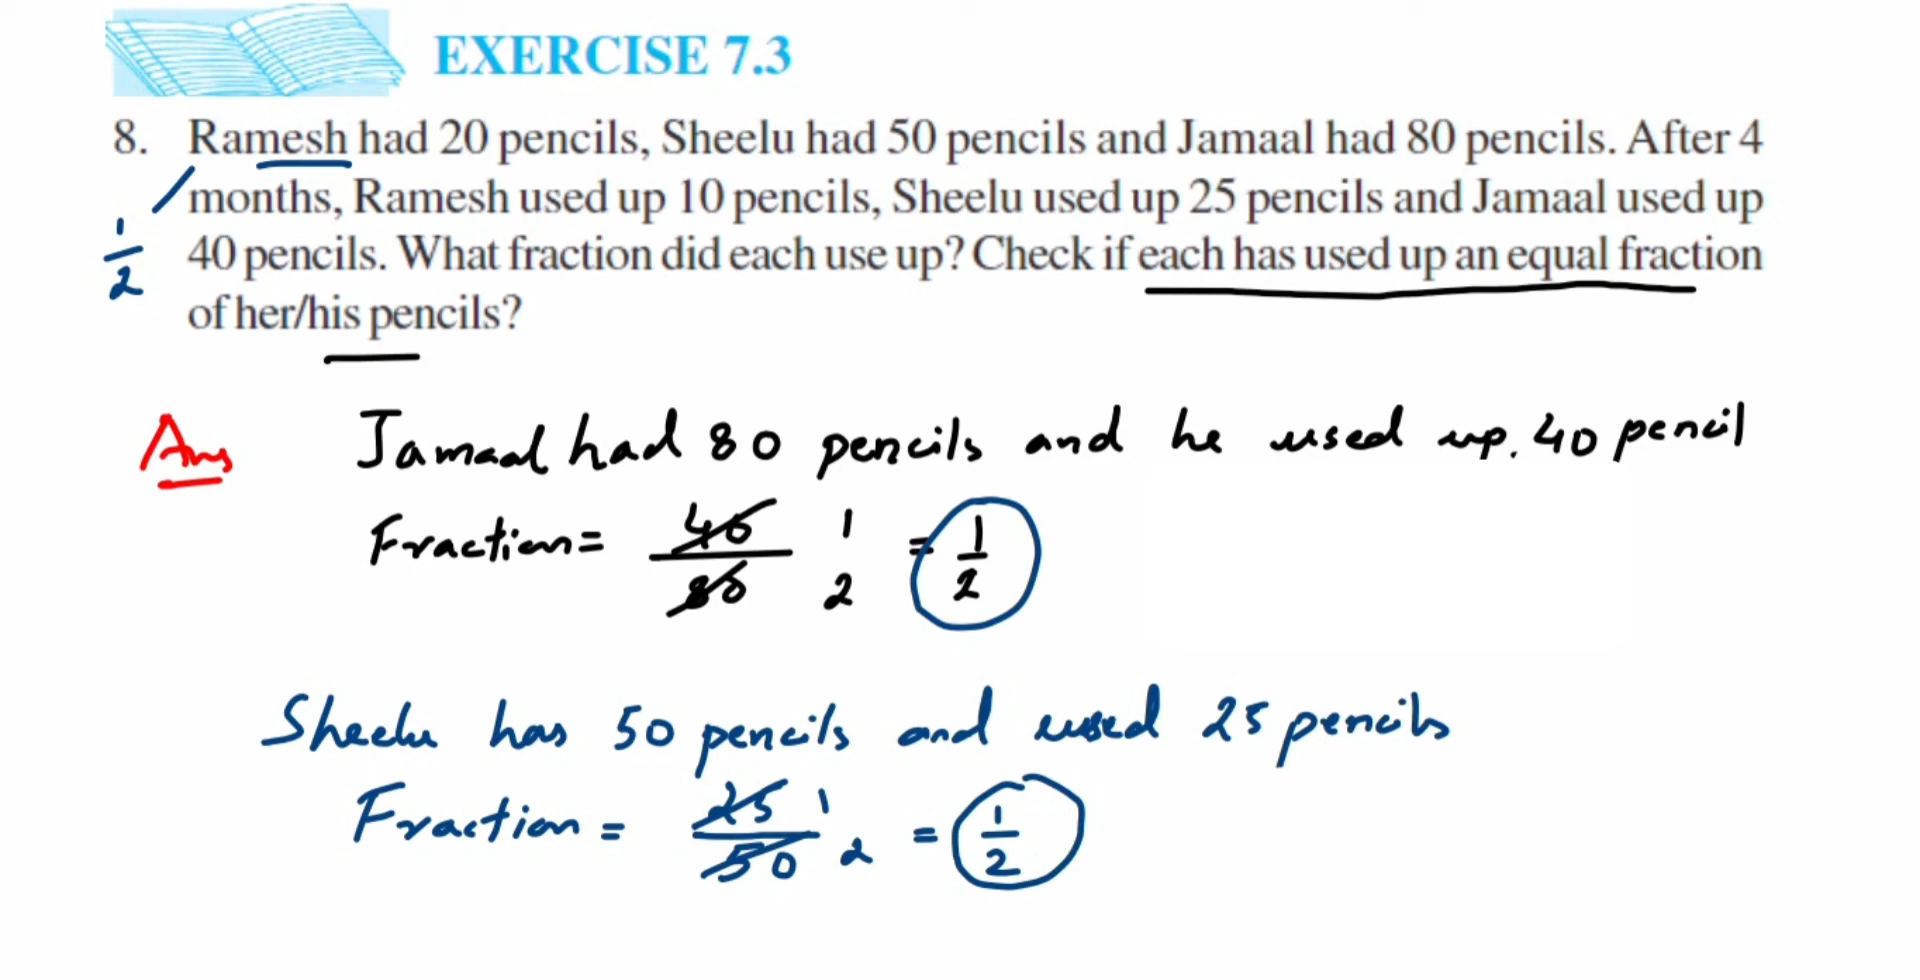 EXERCISE 7.3
8. Ramesh had 20 pencils, Sheelu had 50 pencils and Jamaal had 80 pencils. After 4
months, Ramesh used up 10 pencils, Sheelu used up 25 pencils and Jamaal used up
1/2
40 pencils. What fraction did each use up? Check if each has used up an equal fraction
of her/his pencils?
Ans Jamaal had 80 pencils and he used up. 40 pencil
Fraction = 40/80 1/2 = 1/2
Sheelu has 50 pencils and used 25 pencils
Fraction = 25/50 1/2 = 1/2